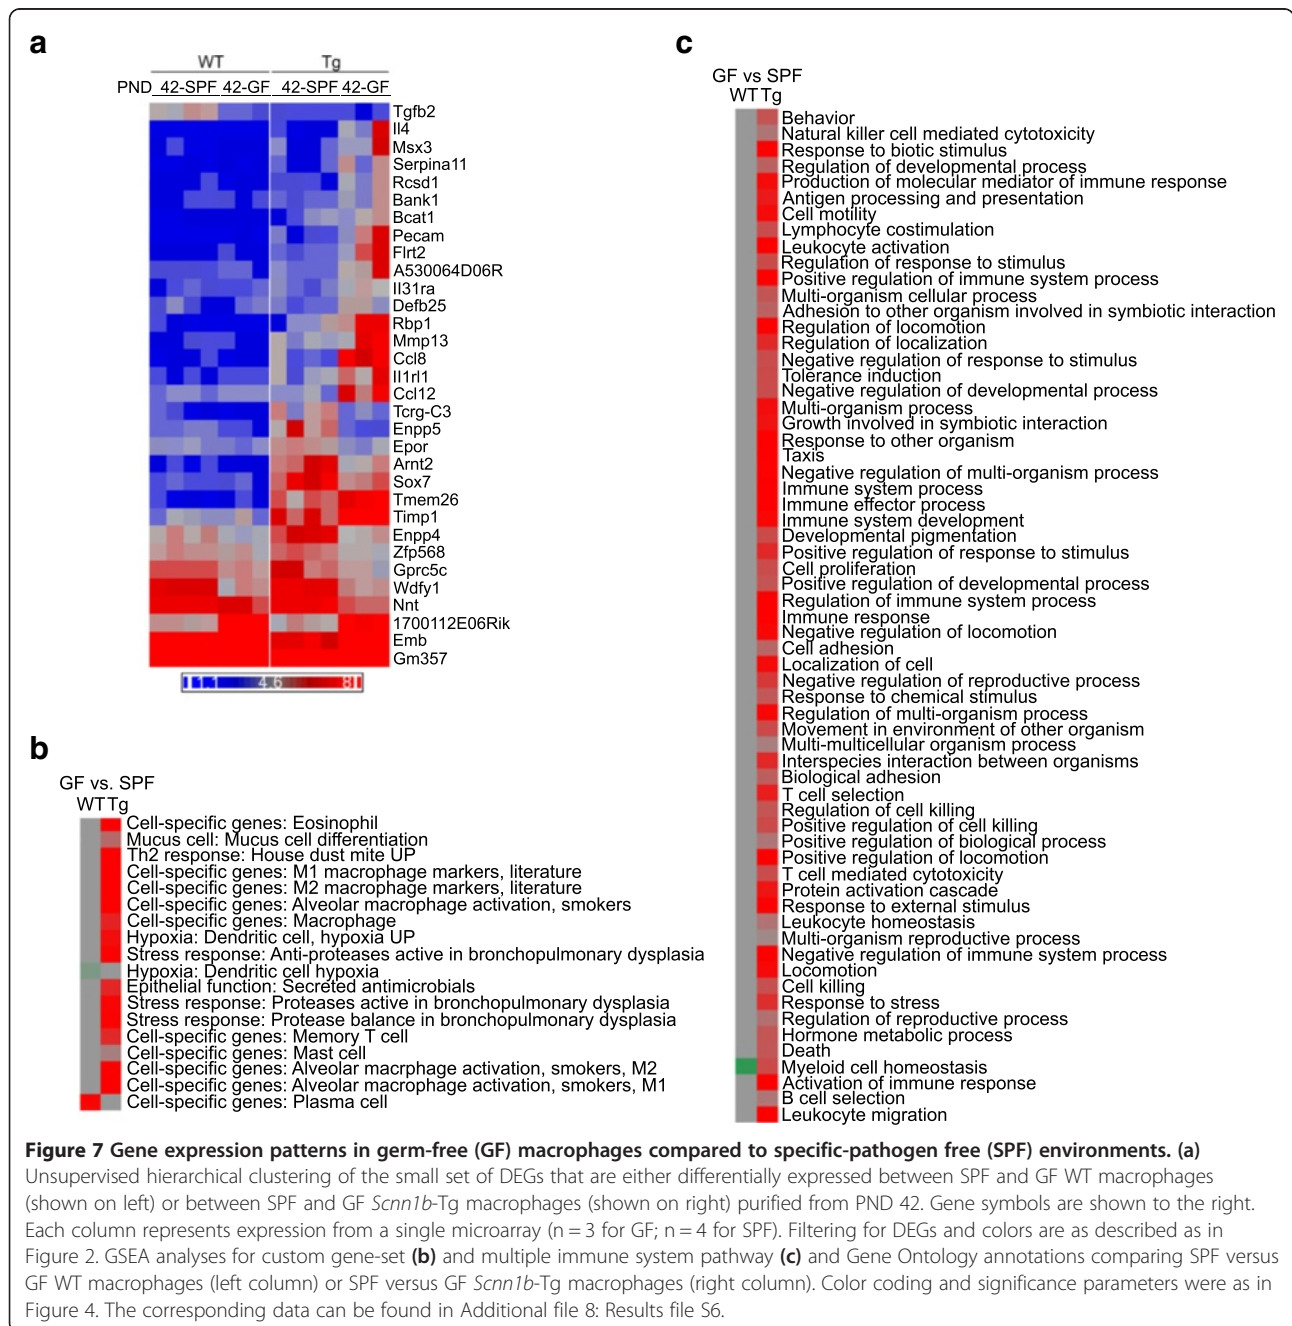 a
WT Tg
PND 42-SPF 42-GF 42-SPF 42-GF
Tgfb2
Il4
Msx3
Serpina11
Rcsd1
Bank1
Bcat1
Pecam
Flrt2
A530064D06R
Il31ra
Defb25
Rbp1
Mmp13
Ccl8
Il1rl1
Ccl12
Tcrg-C3
Enpp5
Epor
Arnt2
Sox7
Tmem26
Timp1
Enpp4
Zfp568
Gprc5c
Wdfy1
Nnt
1700112E06Rik
Emb
Gm357
1.1 4.6 8
b
GF vs. SPF
WT Tg
Cell-specific genes: Eosinophil
Mucus cell: Mucus cell differentiation
Th2 response: House dust mite UP
Cell-specific genes: M1 macrophage markers, literature
Cell-specific genes: M2 macrophage markers, literature
Cell-specific genes: Alveolar macrophage activation, smokers
Cell-specific genes: Macrophage
Hypoxia: Dendritic cell, hypoxia UP
Stress response: Anti-proteases active in bronchopulmonary dysplasia
Hypoxia: Dendritic cell hypoxia
Epithelial function: Secreted antimicrobials
Stress response: Proteases active in bronchopulmonary dysplasia
Stress response: Protease balance in bronchopulmonary dysplasia
Cell-specific genes: Memory T cell
Cell-specific genes: Mast cell
Cell-specific genes: Alveolar macrphage activation, smokers, M2
Cell-specific genes: Alveolar macrophage activation, smokers, M1
Cell-specific genes: Plasma cell
c
GF vs SPF
WT Tg
Behavior
Natural killer cell mediated cytotoxicity
Response to biotic stimulus
Regulation of developmental process
Production of molecular mediator of immune response
Antigen processing and presentation
Cell motility
Lymphocyte costimulation
Leukocyte activation
Regulation of response to stimulus
Positive regulation of immune system process
Multi-organism cellular process
Adhesion to other organism involved in symbiotic interaction
Regulation of locomotion
Regulation of localization
Negative regulation of response to stimulus
Tolerance induction
Negative regulation of developmental process
Multi-organism process
Growth involved in symbiotic interaction
Response to other organism
Taxis
Negative regulation of multi-organism process
Immune system process
Immune effector process
Immune system development
Developmental pigmentation
Positive regulation of response to stimulus
Cell proliferation
Positive regulation of developmental process
Regulation of immune system process
Immune response
Negative regulation of locomotion
Cell adhesion
Localization of cell
Negative regulation of reproductive process
Response to chemical stimulus
Regulation of multi-organism process
Movement in environment of other organism
Multi-multicellular organism process
Interspecies interaction between organisms
Biological adhesion
T cell selection
Regulation of cell killing
Positive regulation of cell killing
Positive regulation of biological process
Positive regulation of locomotion
T cell mediated cytotoxicity
Protein activation cascade
Response to external stimulus
Leukocyte homeostasis
Multi-organism reproductive process
Negative regulation of immune system process
Locomotion
Cell killing
Response to stress
Regulation of reproductive process
Hormone metabolic process
Death
Myeloid cell homeostasis
Activation of immune response
B cell selection
Leukocyte migration
Figure 7 Gene expression patterns in germ-free (GF) macrophages compared to specific-pathogen free (SPF) environments. (a)
Unsupervised hierarchical clustering of the small set of DEGs that are either differentially expressed between SPF and GF WT macrophages
(shown on left) or between SPF and GF Scnn1b-Tg macrophages (shown on right) purified from PND 42. Gene symbols are shown to the right.
Each column represents expression from a single microarray (n = 3 for GF; n = 4 for SPF). Filtering for DEGs and colors are as described as in
Figure 2. GSEA analyses for custom gene-set (b) and multiple immune system pathway (c) and Gene Ontology annotations comparing SPF versus
GF WT macrophages (left column) or SPF versus GF Scnn1b-Tg macrophages (right column). Color coding and significance parameters were as in
Figure 4. The corresponding data can be found in Additional file 8: Results file S6.